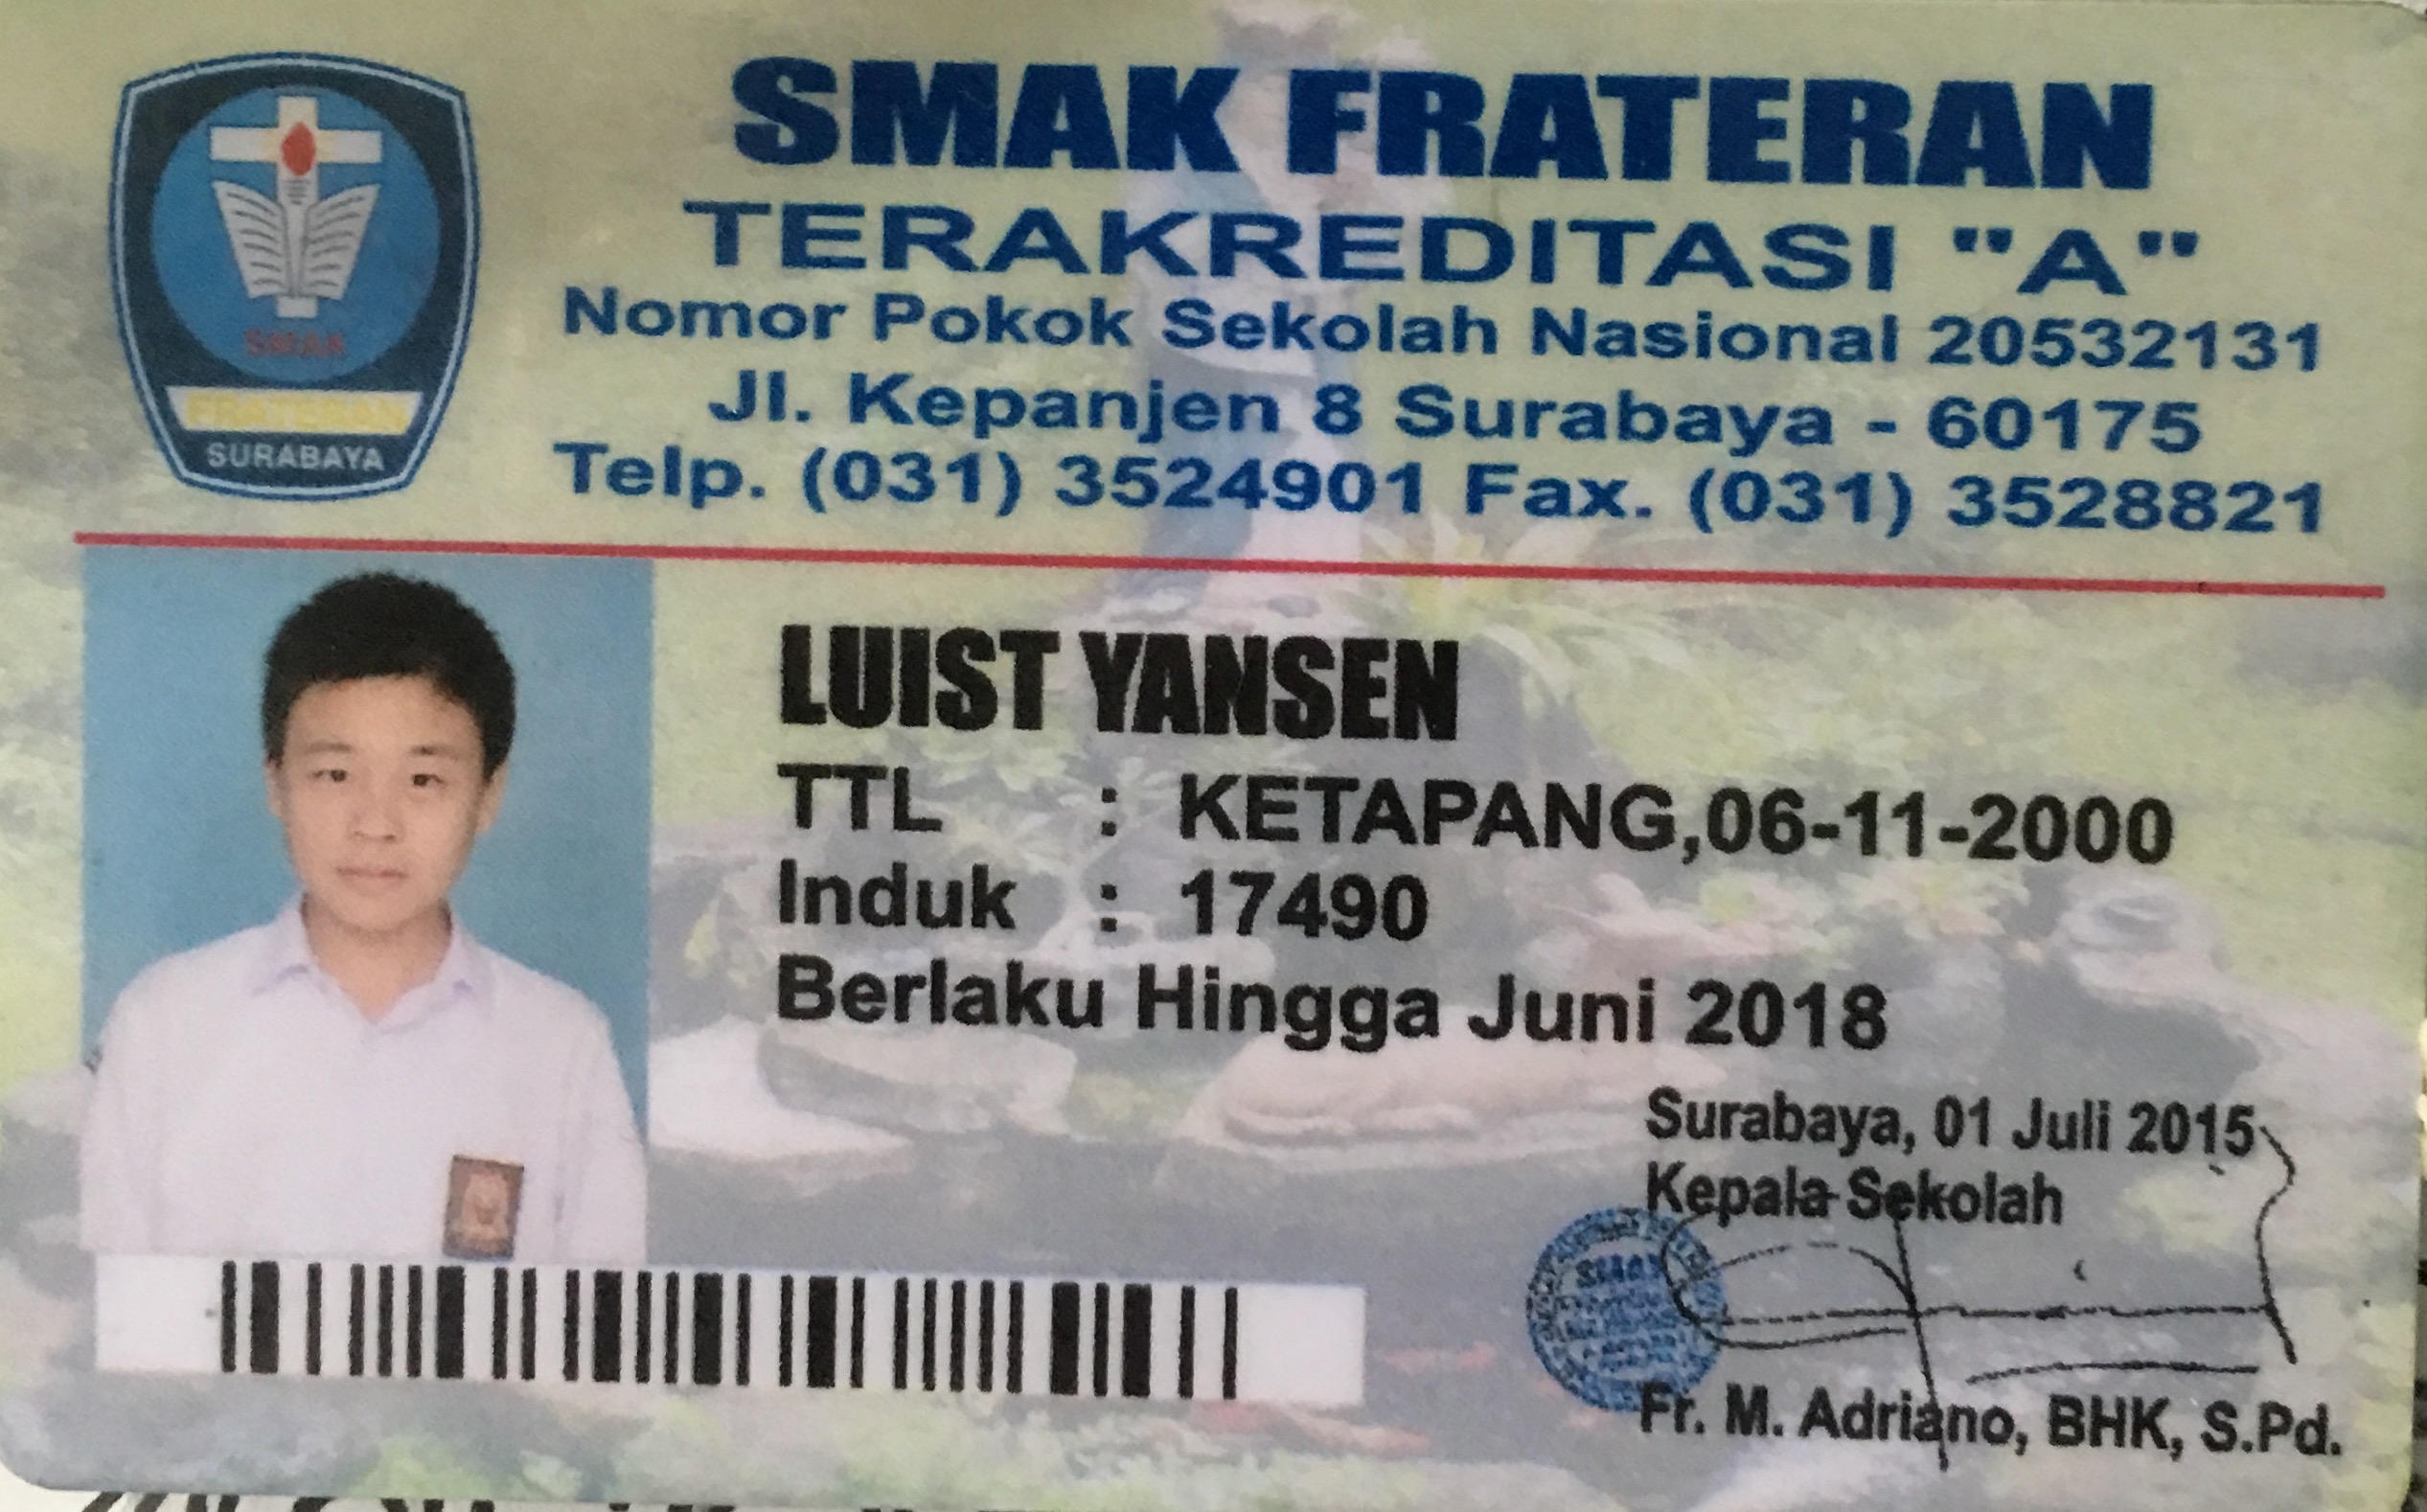 SMAK FRATERAN
TERAKREDITASI "A"
Nomor Pokok Sekolah Nasional 20532131
Jl. Kepanjen 8 Surabaya - 60175
Telp. (031) 3524901 Fax. (031) 3528821
SMAK
FRATERAN
SURABAYA
LUIST YANSEN
TTL : KETAPANG,06-11-2000
Induk : 17490
Berlaku Hingga Juni 2018
Surabaya, 01 Juli 2015
Kepala Sekolah
SMAK
Fr. M. Adriano, BHK, S.Pd.